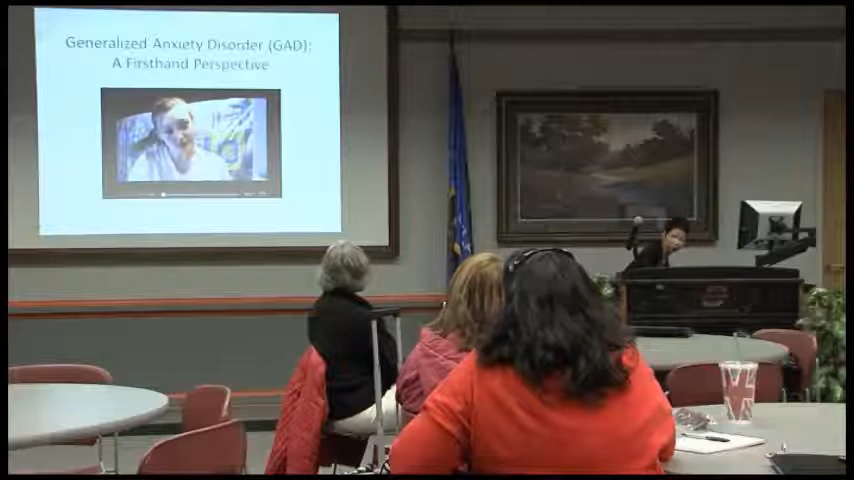 Generalized Anxiety Disorder (GAD):
A Firsthand Perspective